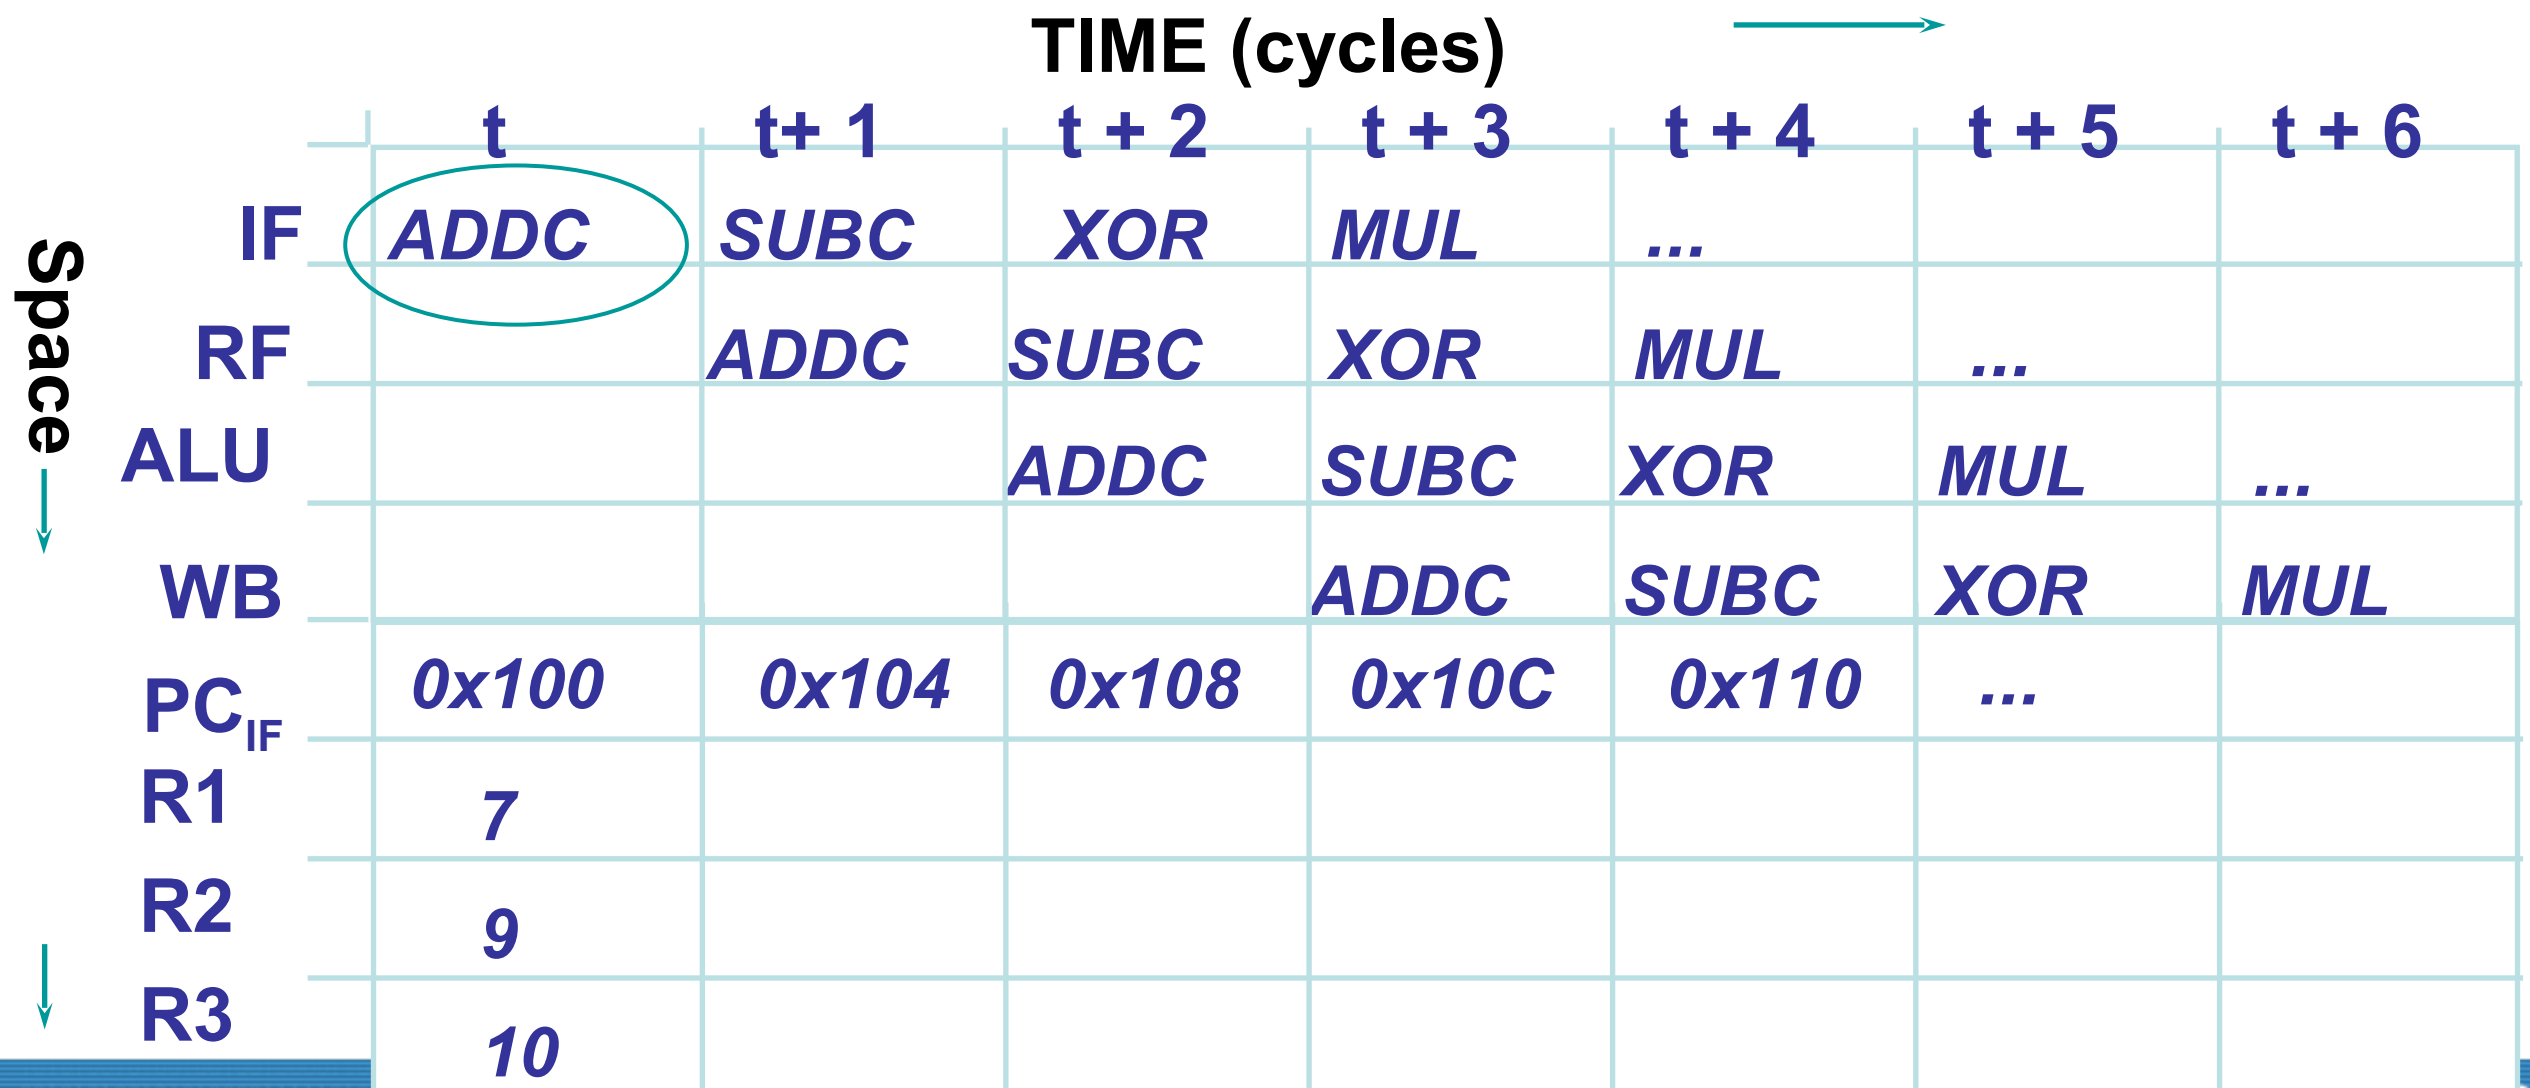 TIME (cycles)
t t+ 1 t + 2 t + 3 t + 4 t + 5 t + 6
Space
IF ADDC SUBC XOR MUL ...
RF ADDC SUBC XOR MUL ...
ALU ADDC SUBC XOR MUL ...
WB ADDC SUBC XOR MUL
PCIF 0x100 0x104 0x108 0x10C 0x110 ...
R1 7
R2 9
R3 10